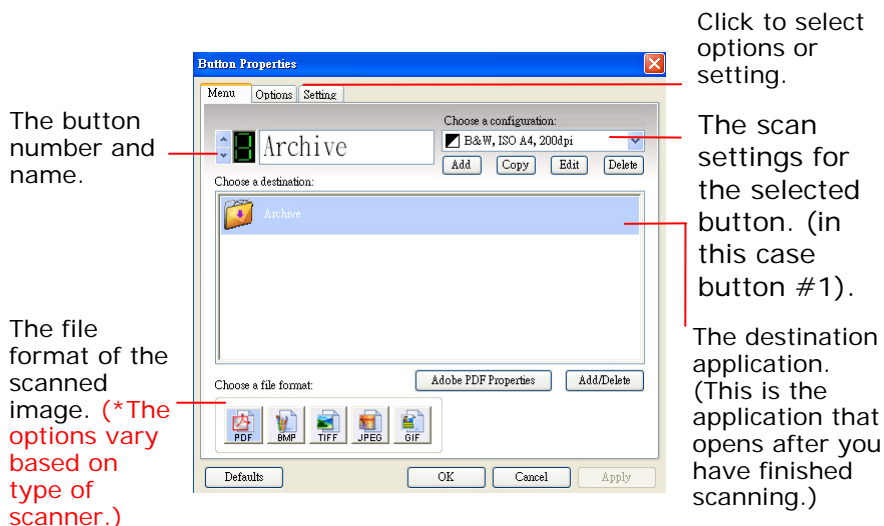 Click to select
options or
setting.
Button Properties
Menu Options Setting
The button
number and
name.
Choose a configuration:
Archive
B&W, ISO A4, 200dpi
Add Copy Edit Delete
Choose a destination:
Archive
The scan
settings for
the selected
button. (in
this case
button #1).
The file
format of the
scanned
image. (*The
options vary
based on
type of
scanner.)
The destination
application.
(This is the
application that
opens after you
have finished
scanning.)
Adobe PDF Properties Add/Delete
Choose a file format:
PDF BMP TIFF JPEG GIF
Defaults OK Cancel Apply